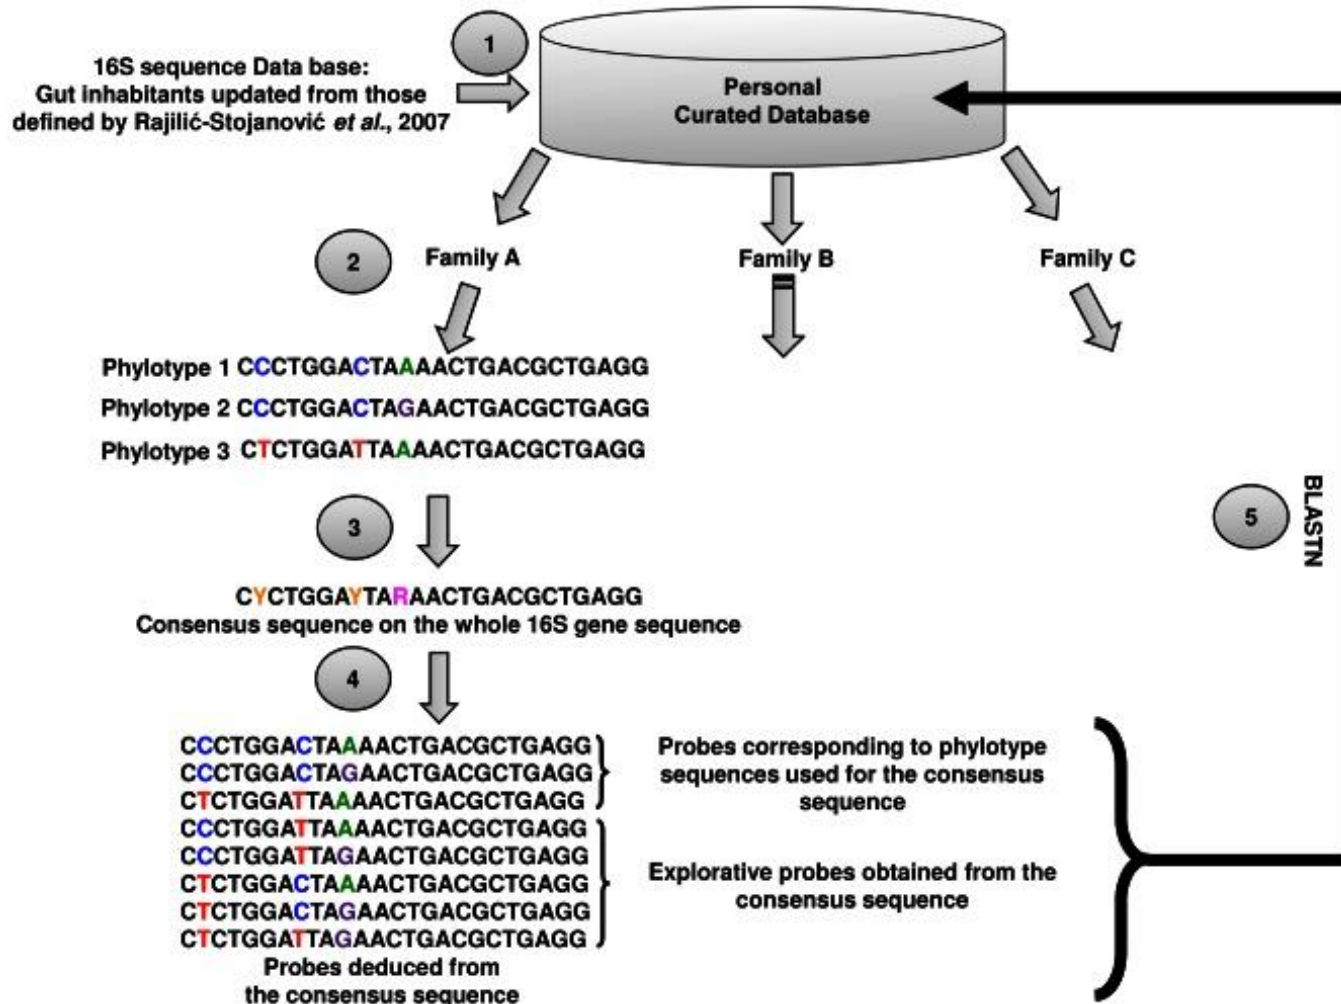 1
16S sequence Data base:
Gut inhabitants updated from those
defined by Rajilić-Stojanović et al., 2007
Personal
Curated Database
2
Family A
Family B
Family C
Phylotype 1 CCCTGGACTAAAACTGACGCTGAGG
Phylotype 2 CCCTGGACTAGAACTGACGCTGAGG
Phylotype 3 CTCTGGATTAAAACTGACGCTGAGG
3
5
BLASTN
CYCTGGAYTARAACTGACGCTGAGG
Consensus sequence on the whole 16S gene sequence
4
CCCTGGACTAAAACTGACGCTGAGG
CCCTGGACTAGAACTGACGCTGAGG
CTCTGGATTAAAACTGACGCTGAGG
Probes corresponding to phylotype
sequences used for the consensus
sequence
CCCTGGATTAAAACTGACGCTGAGG
CCCTGGATTAGAACTGACGCTGAGG
CTCTGGACTAAAACTGACGCTGAGG
CTCTGGACTAGAACTGACGCTGAGG
CTCTGGATTAGAACTGACGCTGAGG
Explorative probes obtained from the
consensus sequence
Probes deduced from
the consensus sequence